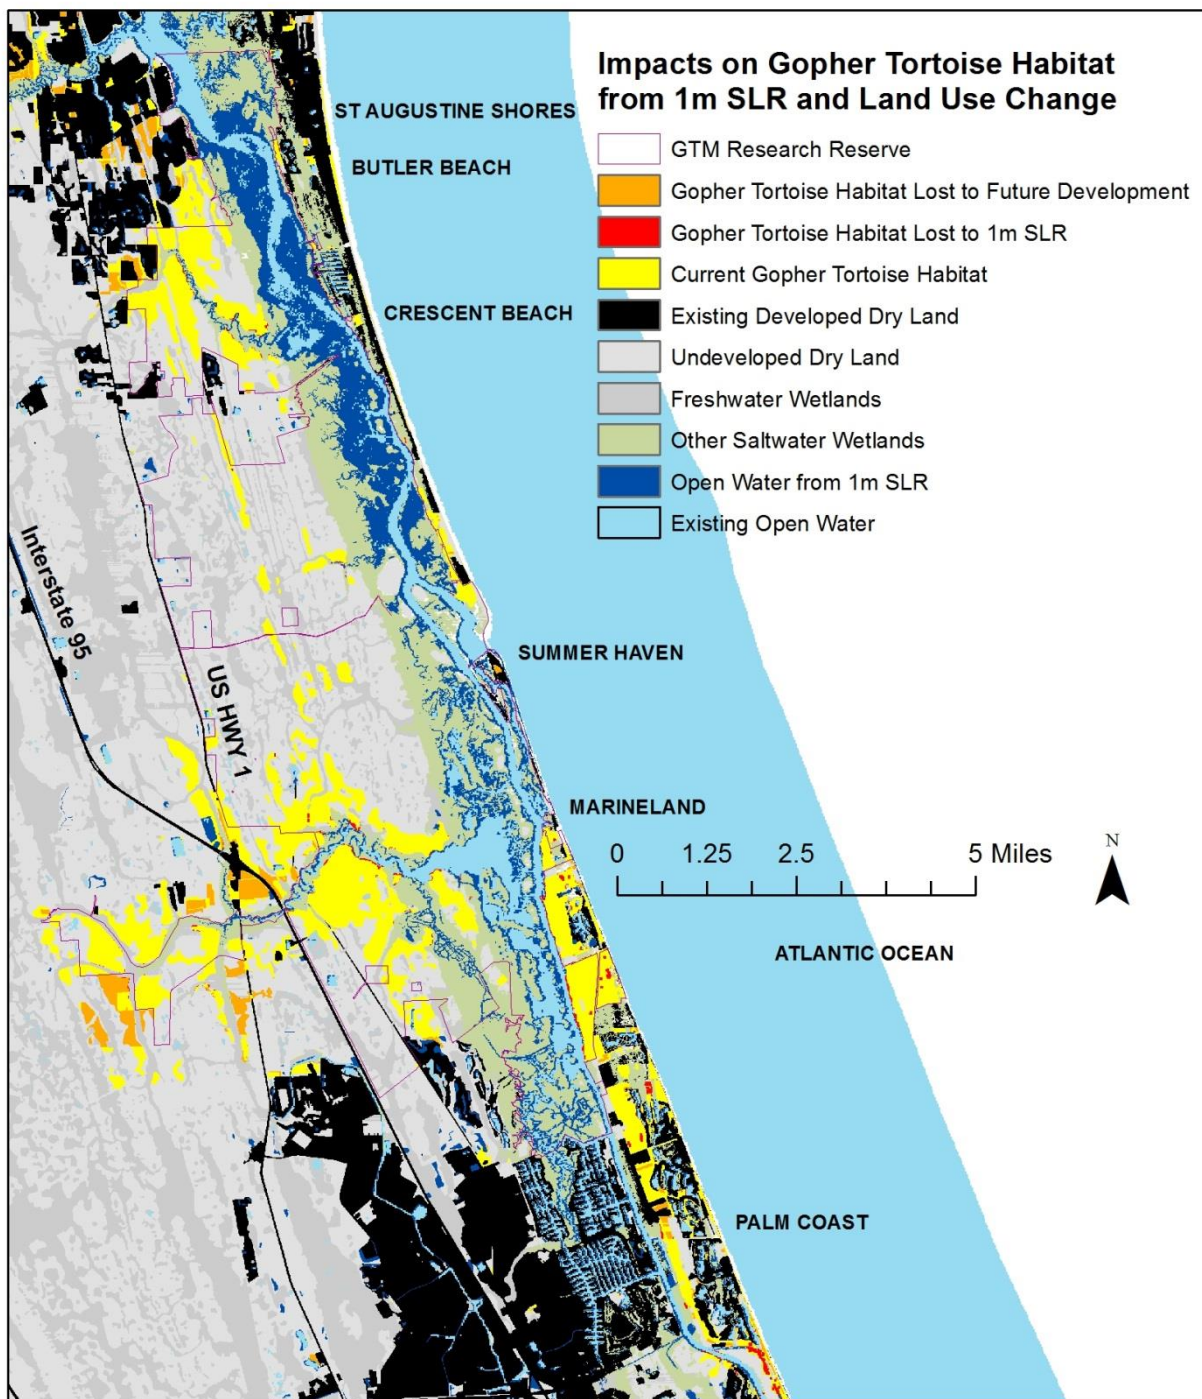 Impacts on Gopher Tortoise Habitat
from 1m SLR and Land Use Change
GTM Research Reserve
Gopher Tortoise Habitat Lost to Future Development
Gopher Tortoise Habitat Lost to 1m SLR
Current Gopher Tortoise Habitat
Existing Developed Dry Land
Undeveloped Dry Land
Freshwater Wetlands
Other Saltwater Wetlands
Open Water from 1m SLR
Existing Open Water
ST AUGUSTINE SHORES
BUTLER BEACH
CRESCENT BEACH
Interstate 95
US HWY 1
SUMMER HAVEN
MARINELAND
0 1.25 2.5 5 Miles
N
ATLANTIC OCEAN
PALM COAST